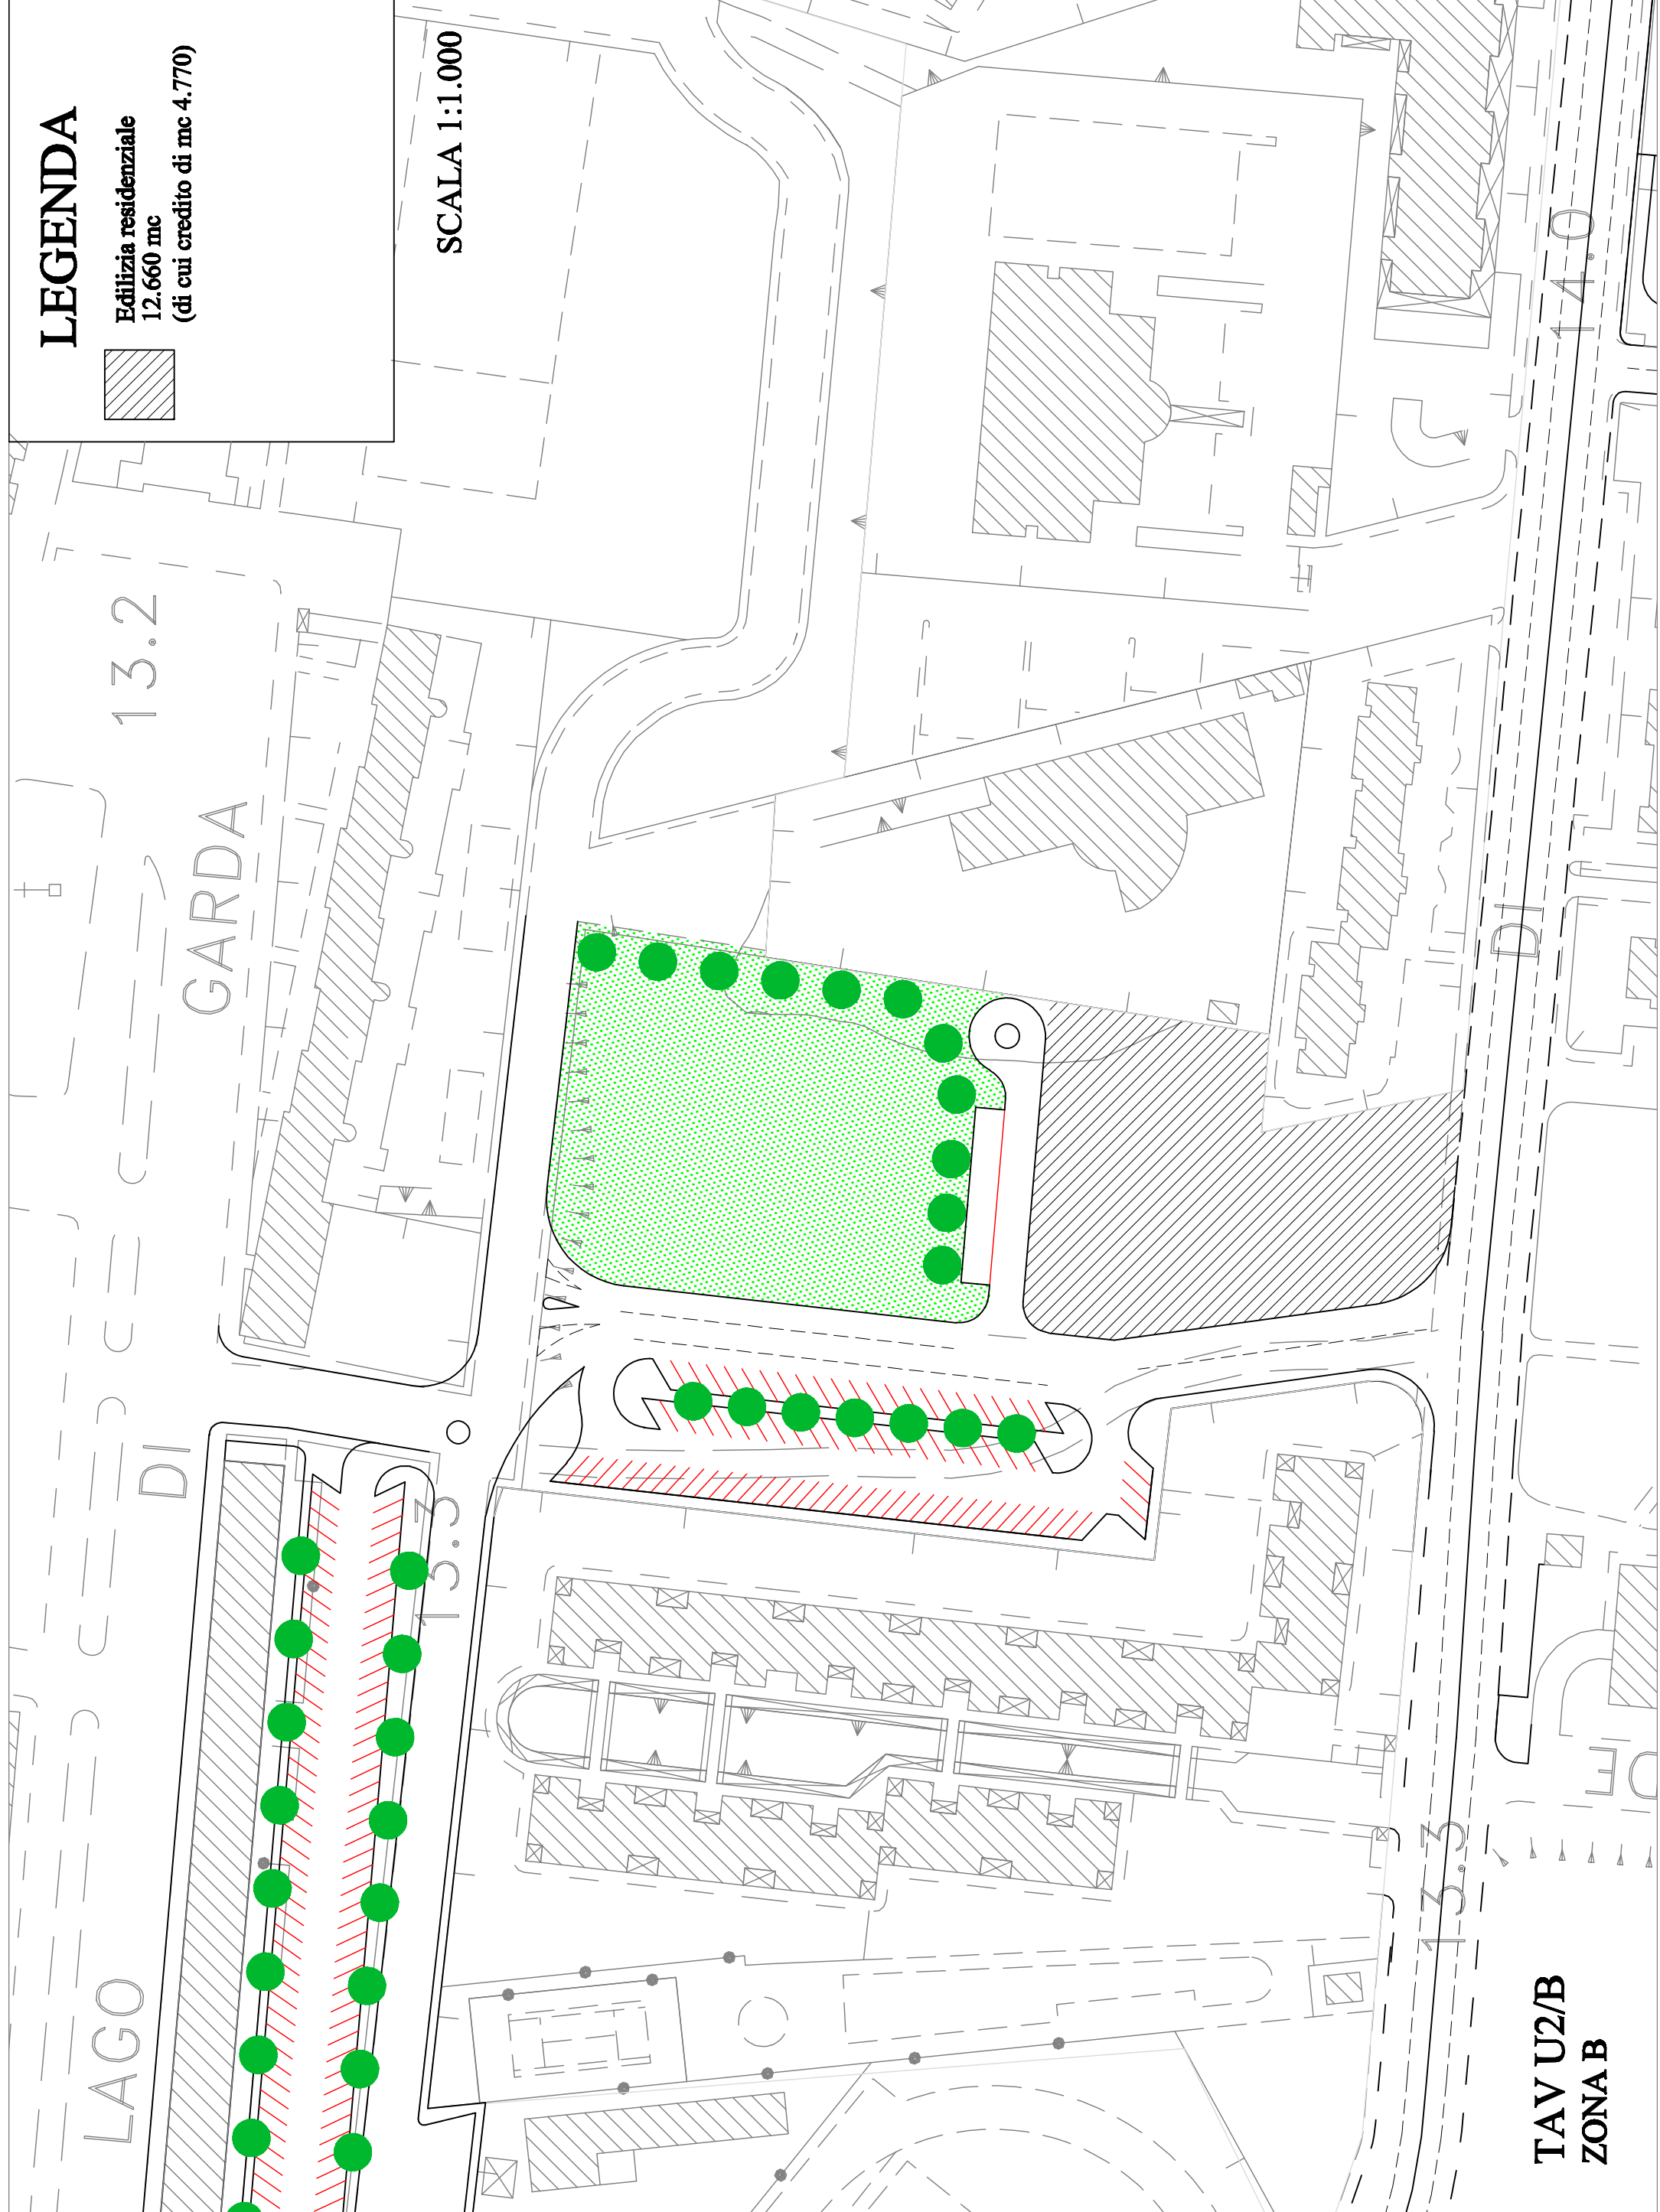 LEGENDA
Edilizia residenziale
12.660 mc
(di cui credito di mc 4.770)
SCALA 1:1.000
13.2
GARDA
DI
LAGO
13.3
14.0
DI
13.3
TAV U2/B
ZONA B